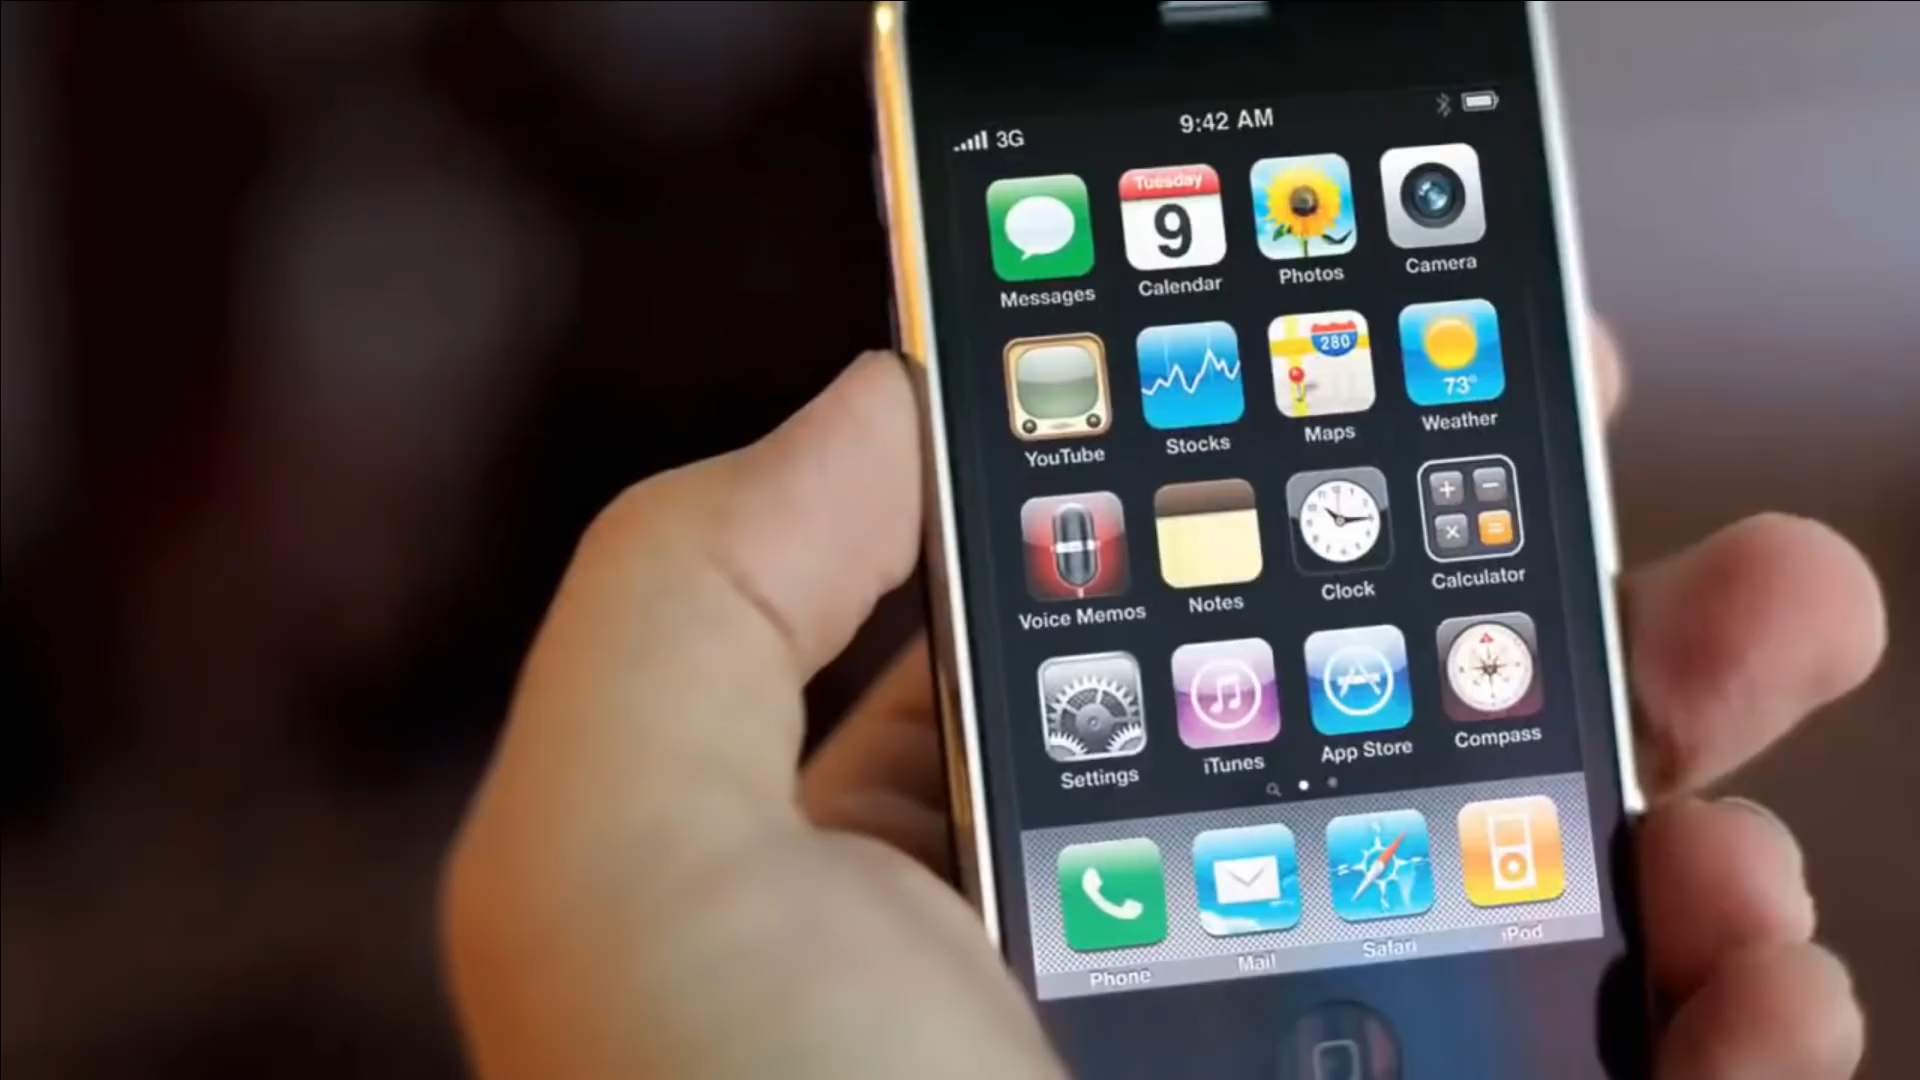 3G 9:42 AM
Tuesday
9
Messages Calendar Photos Camera
280
73°
YouTube Stocks Maps Weather
Voice Memos Notes Clock Calculator
Settings iTunes App Store Compass
Phone Mail Safari iPod